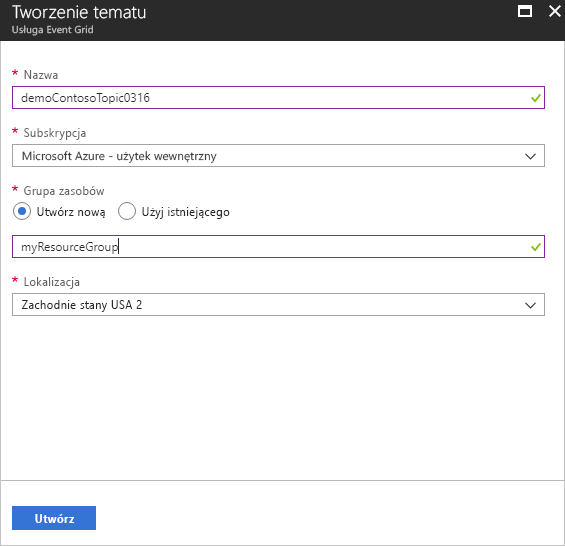 Tworzenie tematu
Usługa Event Grid
* Nazwa
demoContosoTopic0316
* Subskrypcja
Microsoft Azure - użytek wewnętrzny
* Grupa zasobów
Utwórz nową Użyj istniejącego
myResourceGroup
* Lokalizacja
Zachodnie stany USA 2
Utwórz